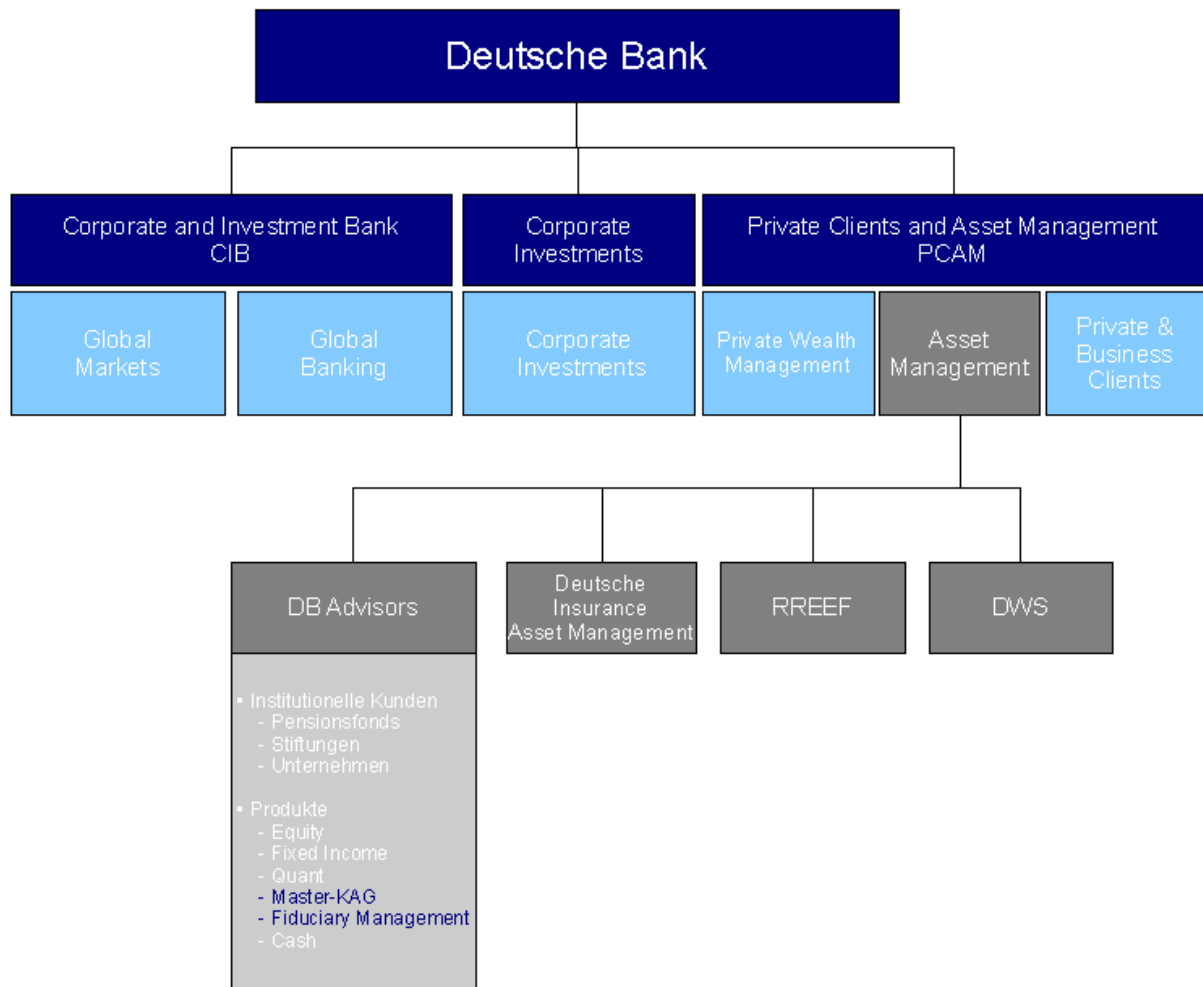 Deutsche Bank
Corporate and Investment Bank
CIB
Corporate
Investments
Private Clients and Asset Management
PCAM
Global
Markets
Global
Banking
Corporate
Investments
Private Wealth
Management
Asset
Management
Private &
Business
Clients
DB Advisors
Deutsche
Insurance
Asset Management
RREEF
DWS
▪ Institutionelle Kunden
- Pensionsfonds
- Stiftungen
- Unternehmen
▪ Produkte
- Equity
- Fixed Income
- Quant
- Master-KAG
- Fiduciary Management
- Cash